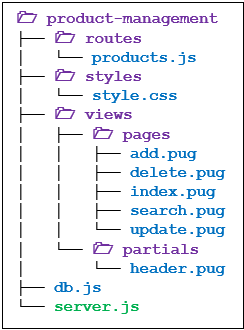 product-management
routes
products.js
styles
style.css
views
pages
add.pug
delete.pug
index.pug
search.pug
update.pug
partials
header.pug
db.js
server.js